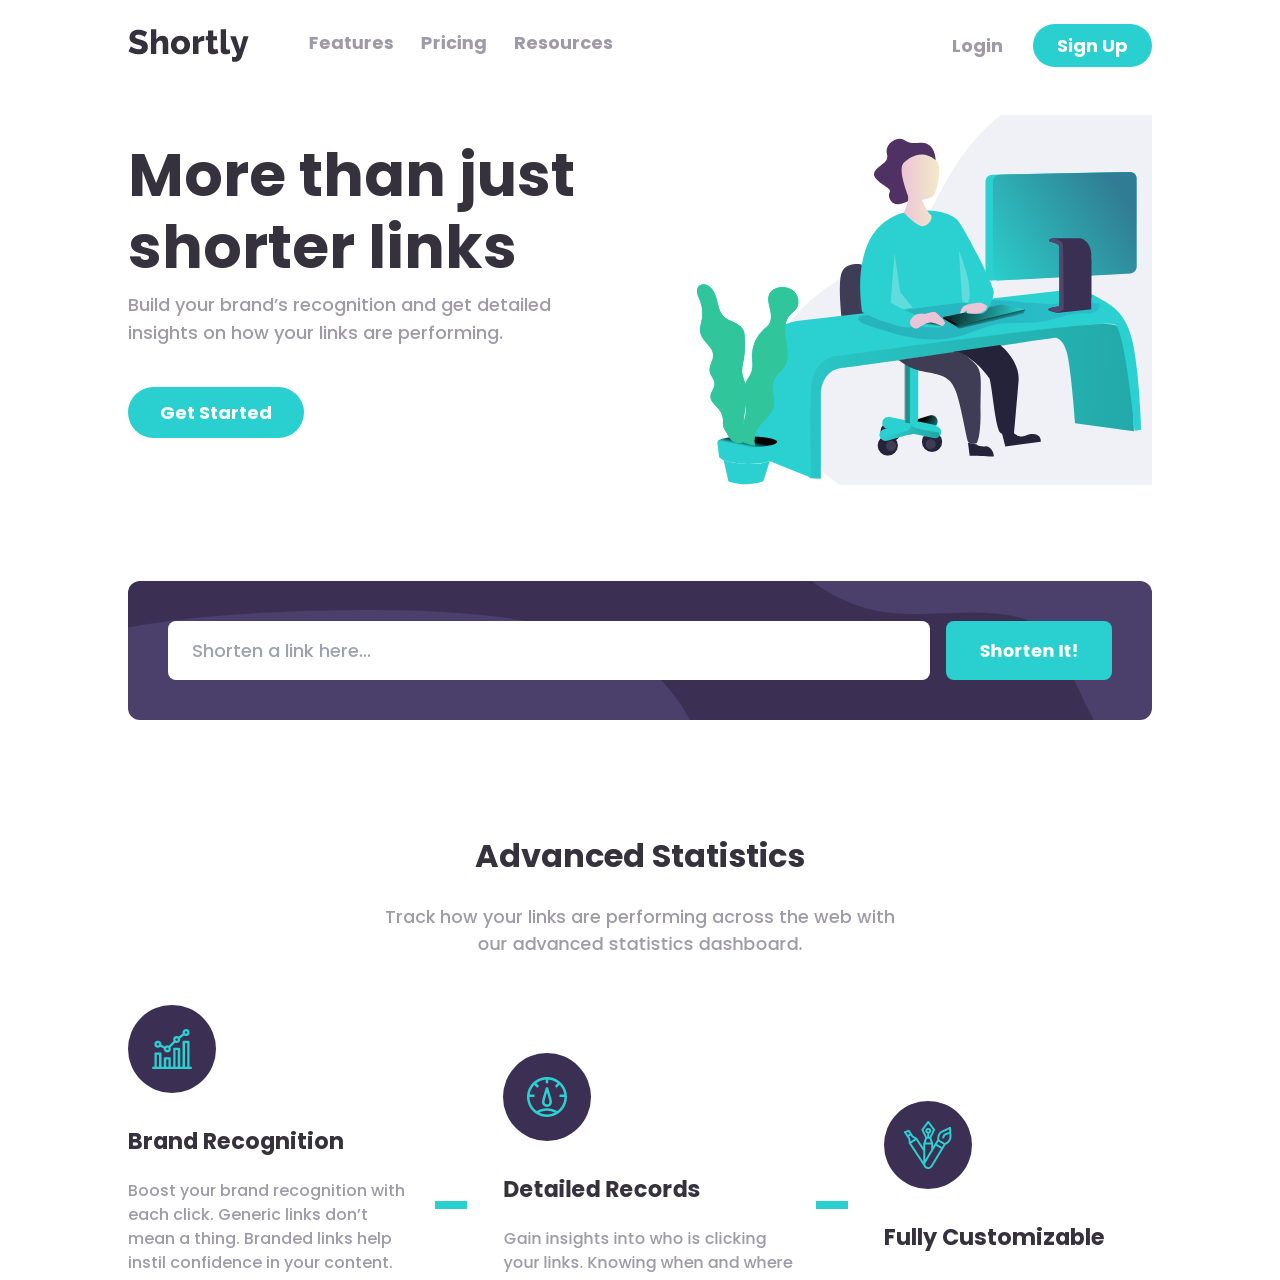 Shortly
Features
Pricing
Resources
Login
Sign Up
More than just
shorter links
Build your brand’s recognition and get detailed
insights on how your links are performing.
Get Started
Shorten a link here...
Shorten It!
Advanced Statistics
Track how your links are performing across the web with
our advanced statistics dashboard.
Brand Recognition
Boost your brand recognition with
each click. Generic links don’t
mean a thing. Branded links help
instil confidence in your content.
Detailed Records
Gain insights into who is clicking
your links. Knowing when and where
Fully Customizable